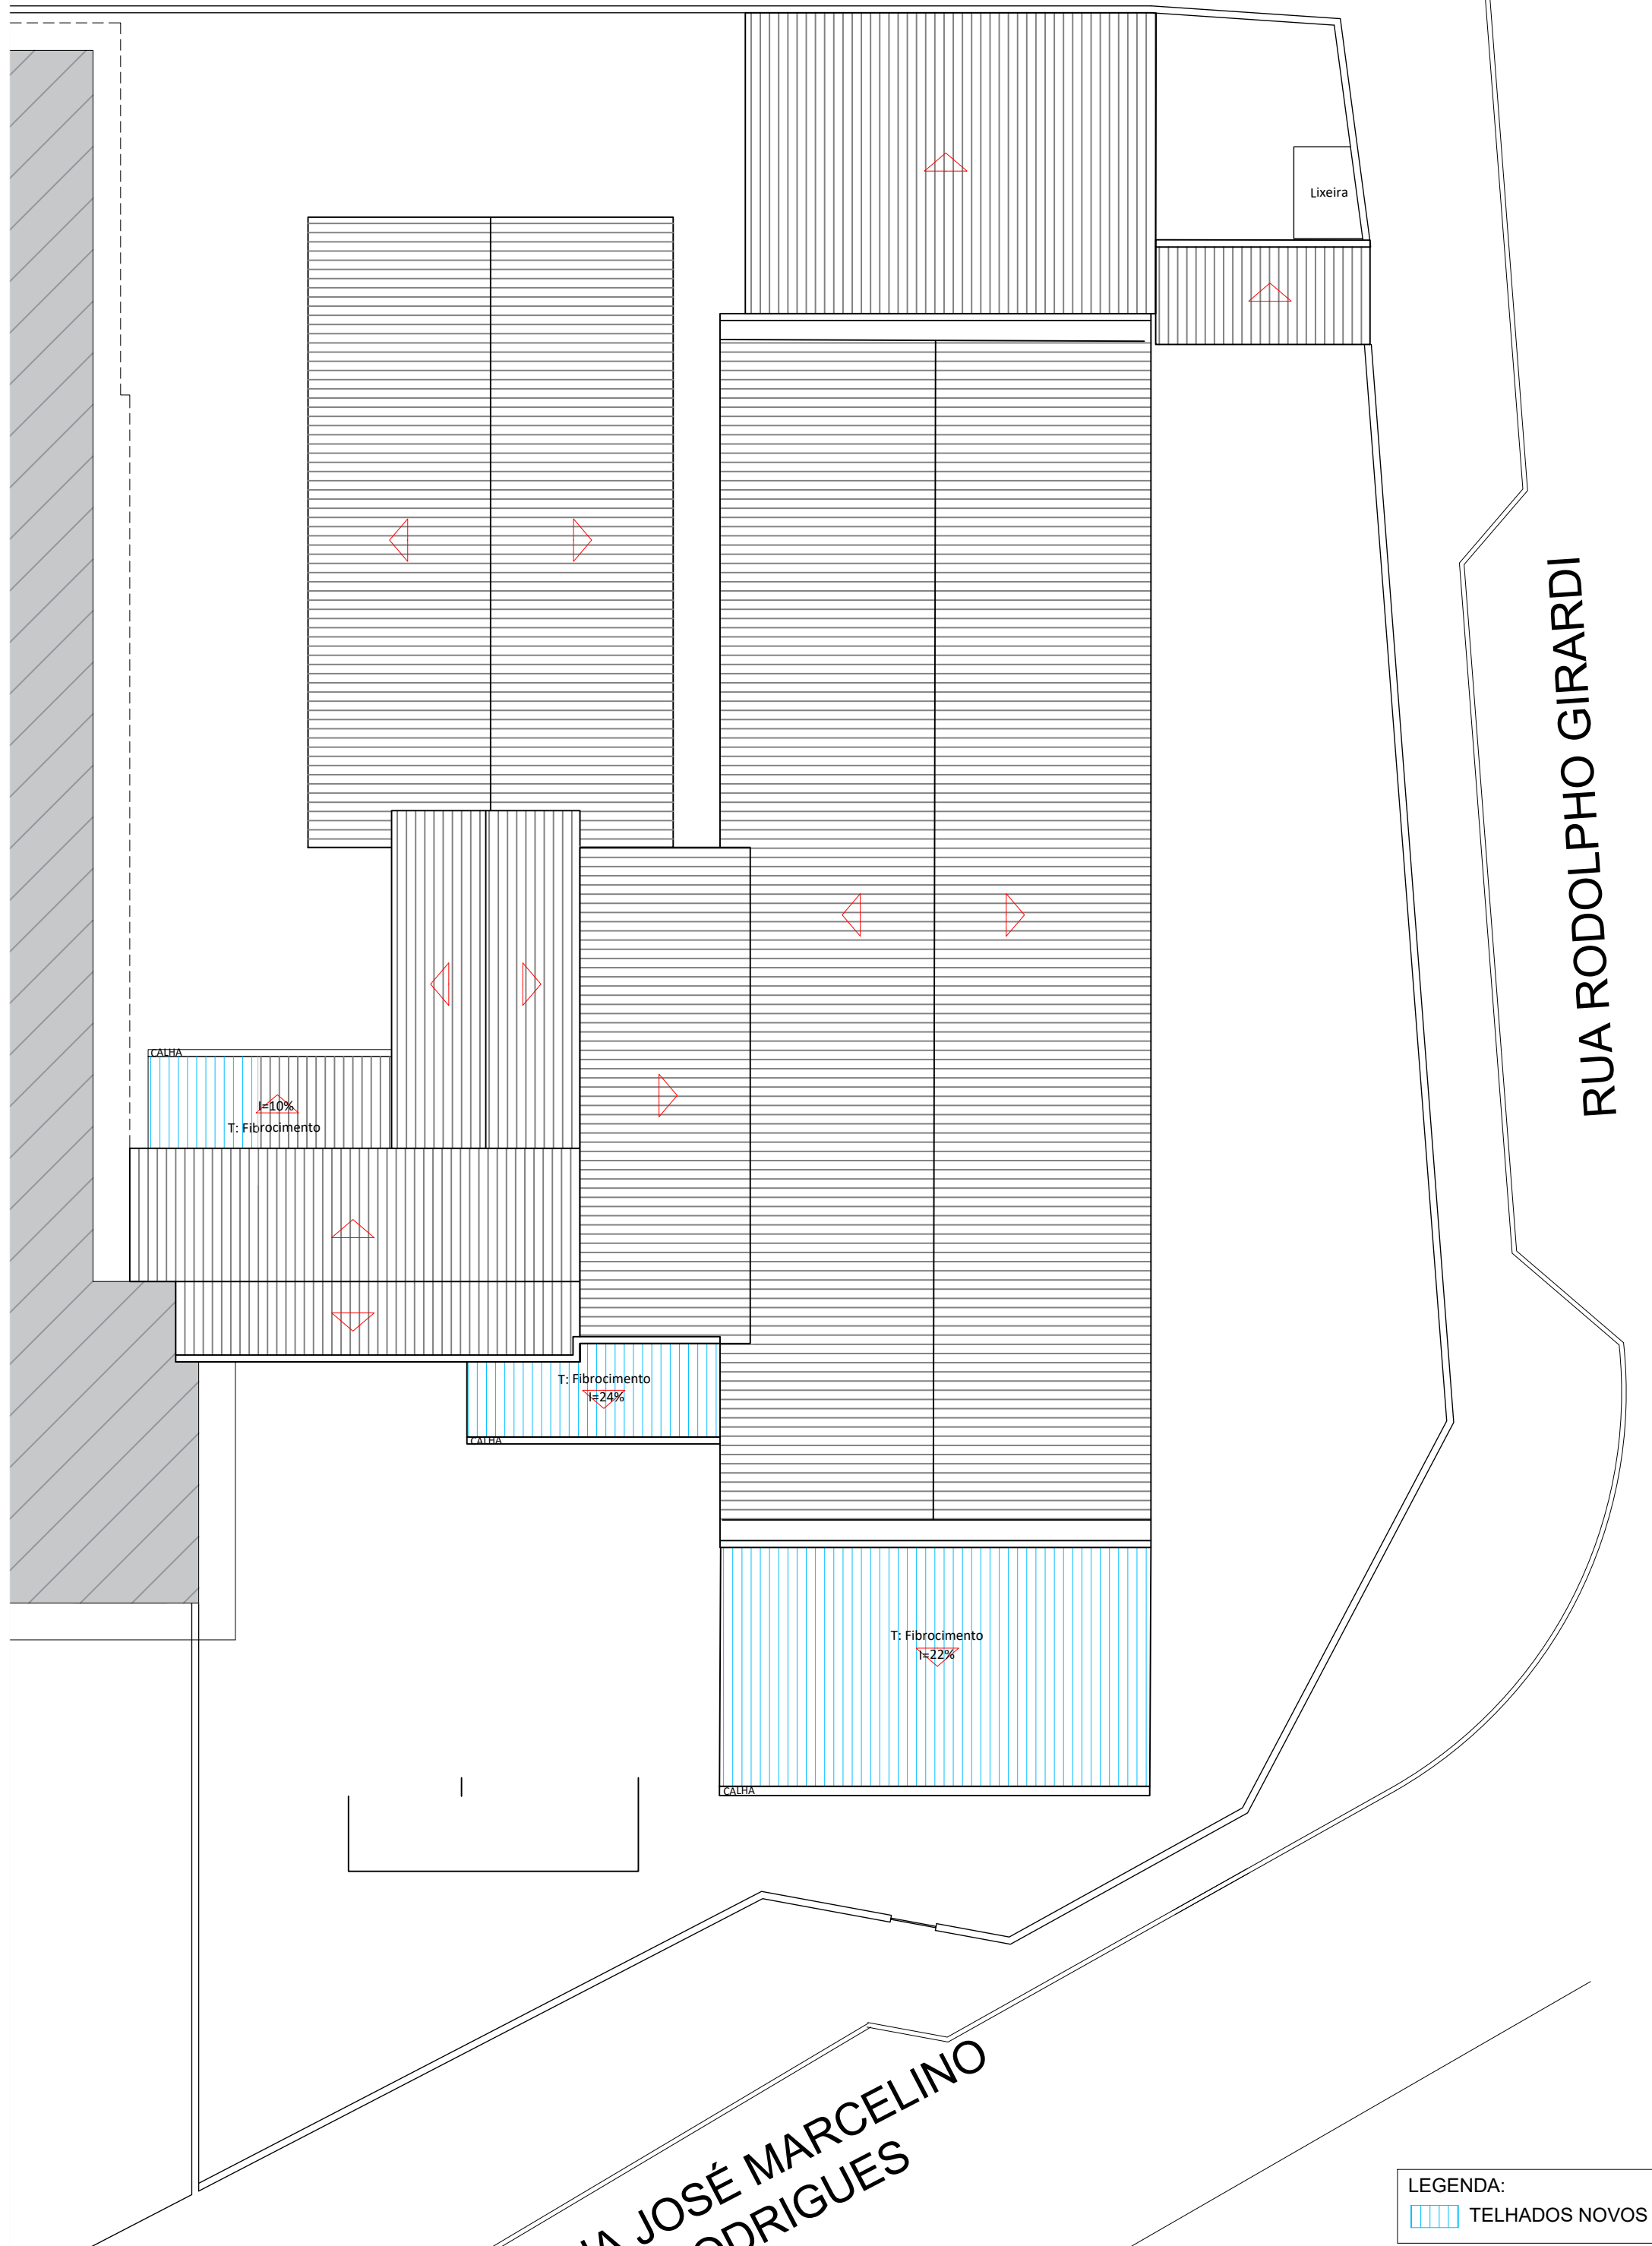 Lixeira
RUA RODOLPHO GIRARDI
CALHA
I=10%
T: Fibrocimento
T: Fibrocimento
I=24%
CALHA
T: Fibrocimento
I=22%
CALHA
JOSÉ MARCELINO
LEGENDA:
TELHADOS NOVOS